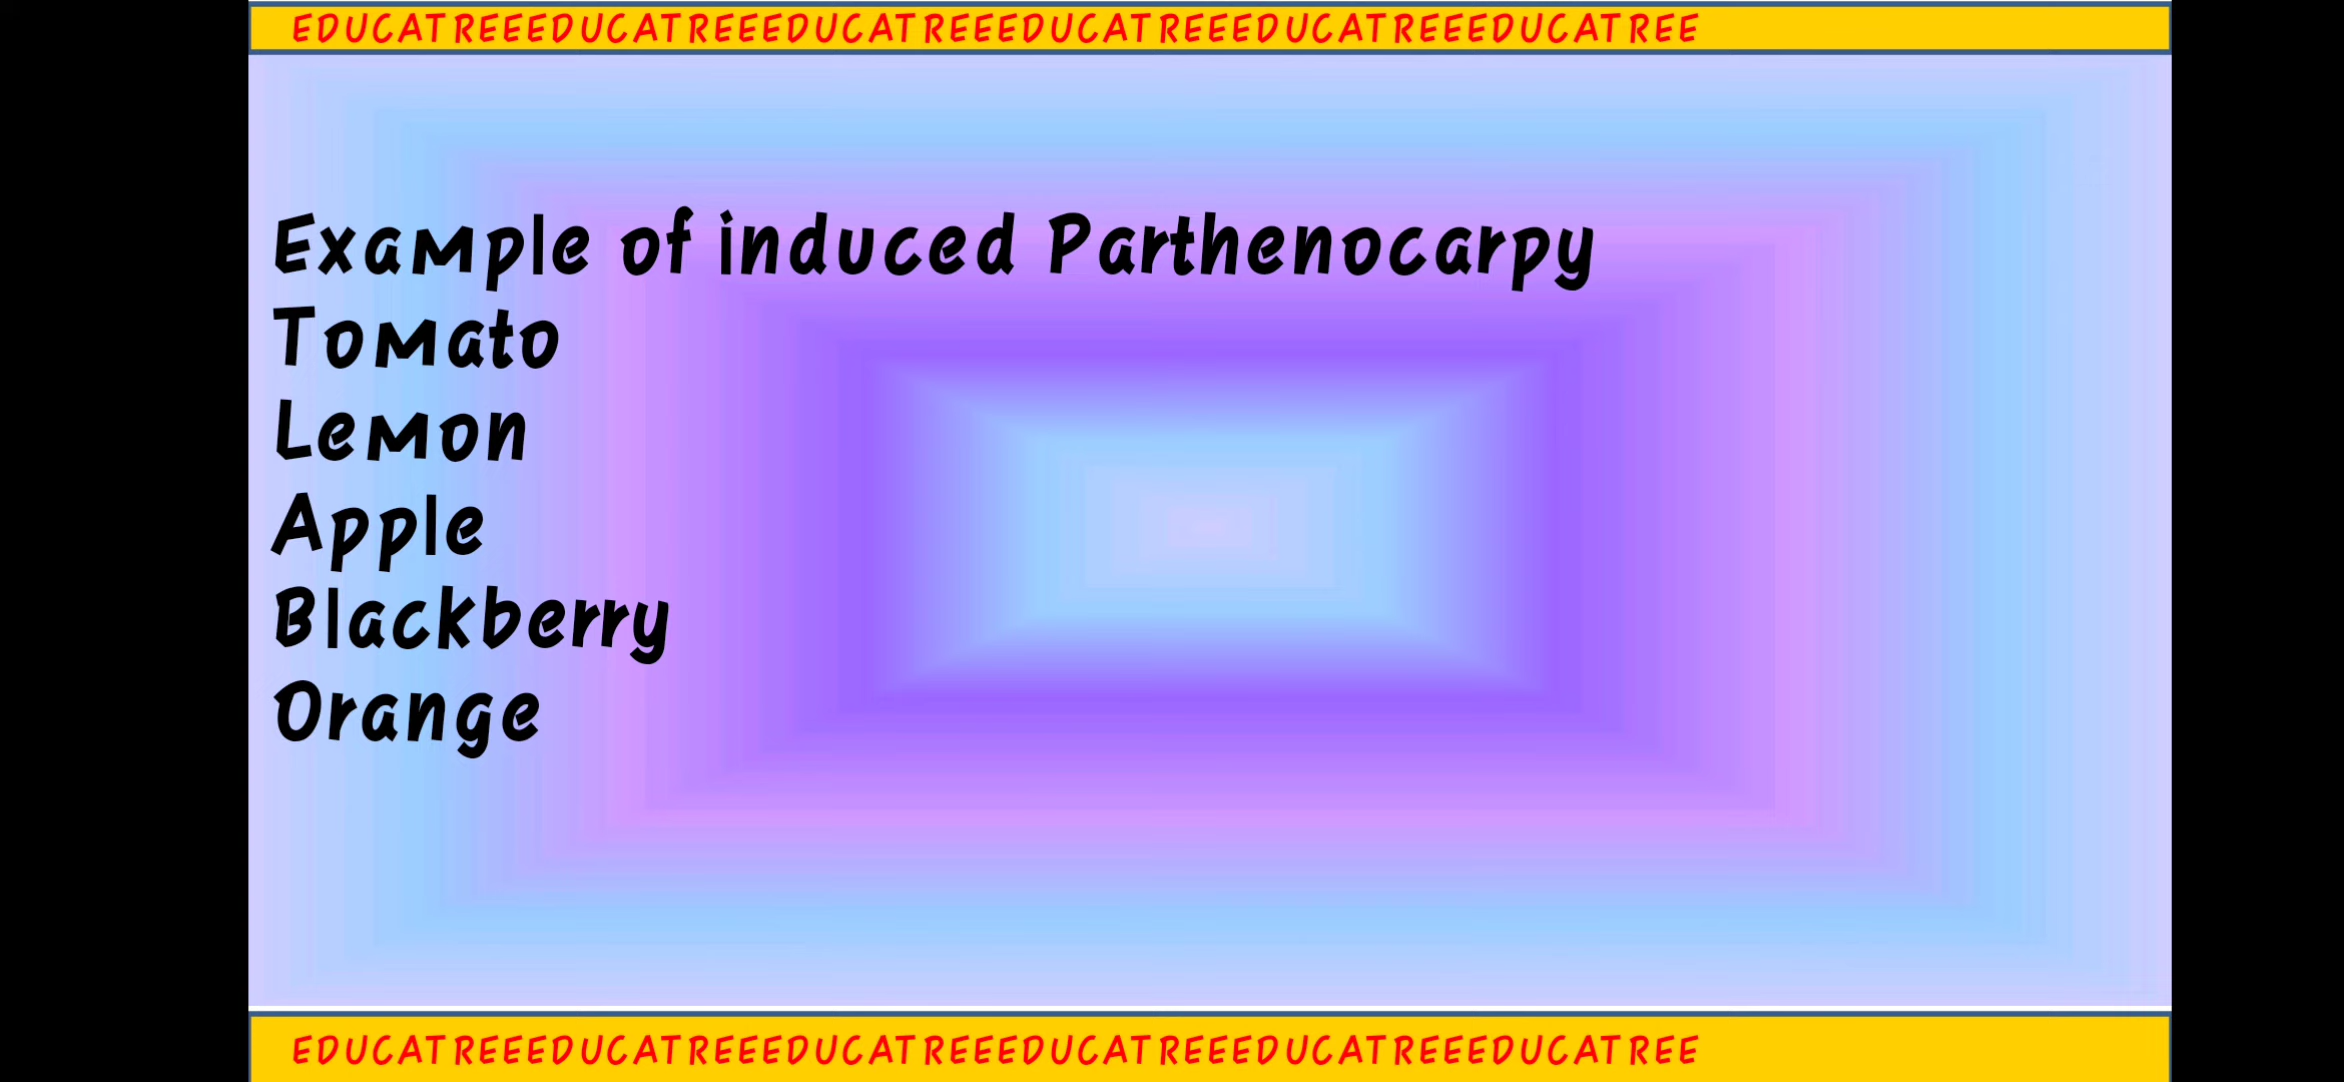 EDUCATREEEDUCATREEEDUCATREEEDUCATREEEDUCATREEEDUCATREE
Example of induced Parthenocarpy
Tomato
Lemon
Apple
Blackberry
Orange
EDUCATREEEDUCATREEEDUCATREEEDUCATREEEDUCATREEEDUCATREE